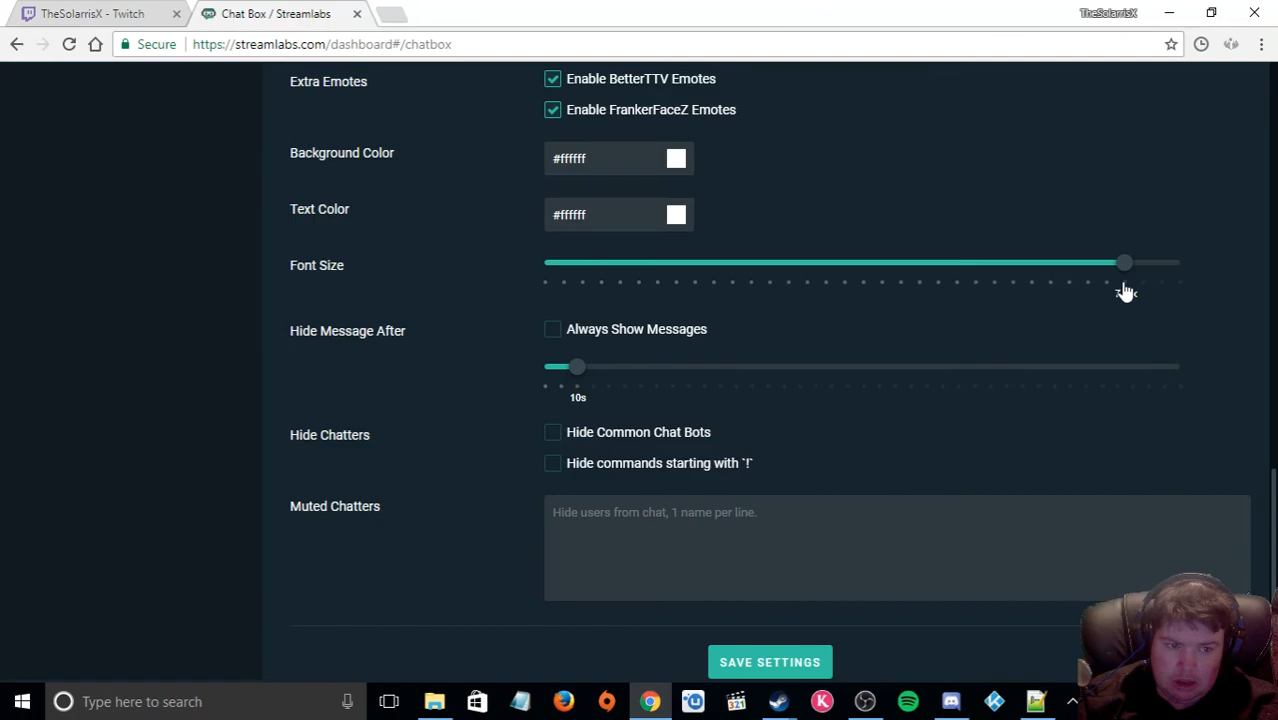 TheSolarrisX - Twitch
Chat Box / Streamlabs
TheSolarrisX
Secure
https://streamlabs.com/dashboard#/chatbox
Extra Emotes
Enable BetterTTV Emotes
Enable FrankerFaceZ Emotes
Background Color
#ffffff
Text Color
#ffffff
Font Size
Hide Message After
Always Show Messages
10s
Hide Chatters
Hide Common Chat Bots
Hide commands starting with `!`
Muted Chatters
Hide users from chat, 1 name per line.
SAVE SETTINGS
Type here to search
321